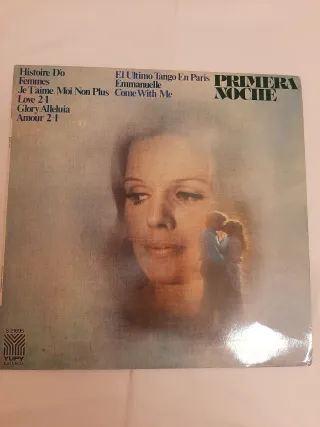 Histoire D'o
Femmes
Je T'aime, Moi Non Plus
Love 2-1
Glory Alleluia
Amour 2-1
El Ultimo Tango En Paris
Emmanuelle
Come With Me
PRIMERA
NOCHE
YUPY